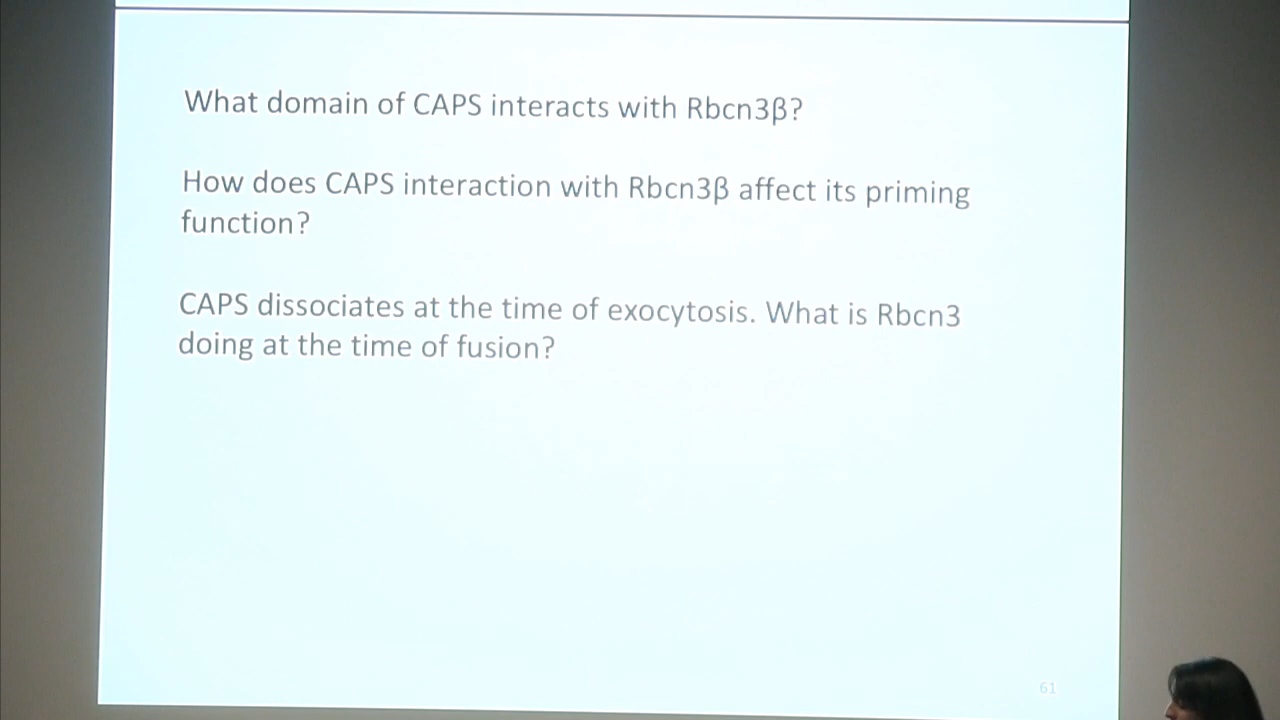 What domain of CAPS interacts with Rbcn3β?
How does CAPS interaction with Rbcn3β affect its priming
function?
CAPS dissociates at the time of exocytosis. What is Rbcn3
doing at the time of fusion?
61